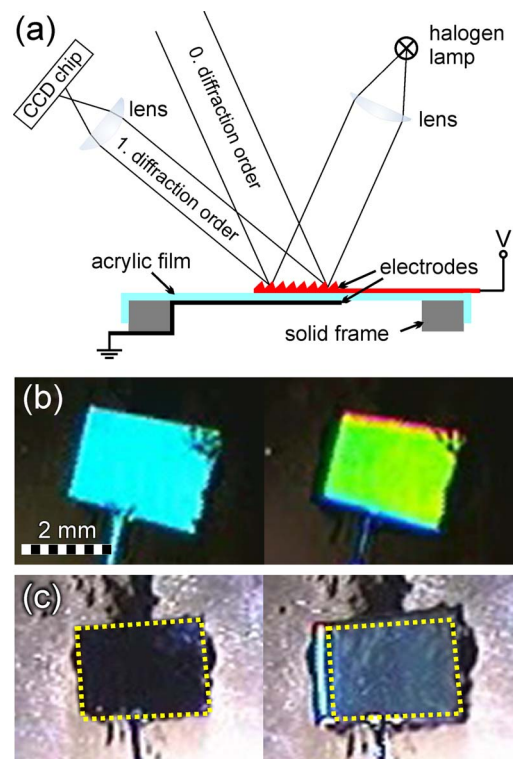 (a)
CCD chip
lens
1. diffraction order
0. diffraction order
halogen
lamp
lens
V
acrylic film
electrodes
solid frame
(b)
2 mm
(c)